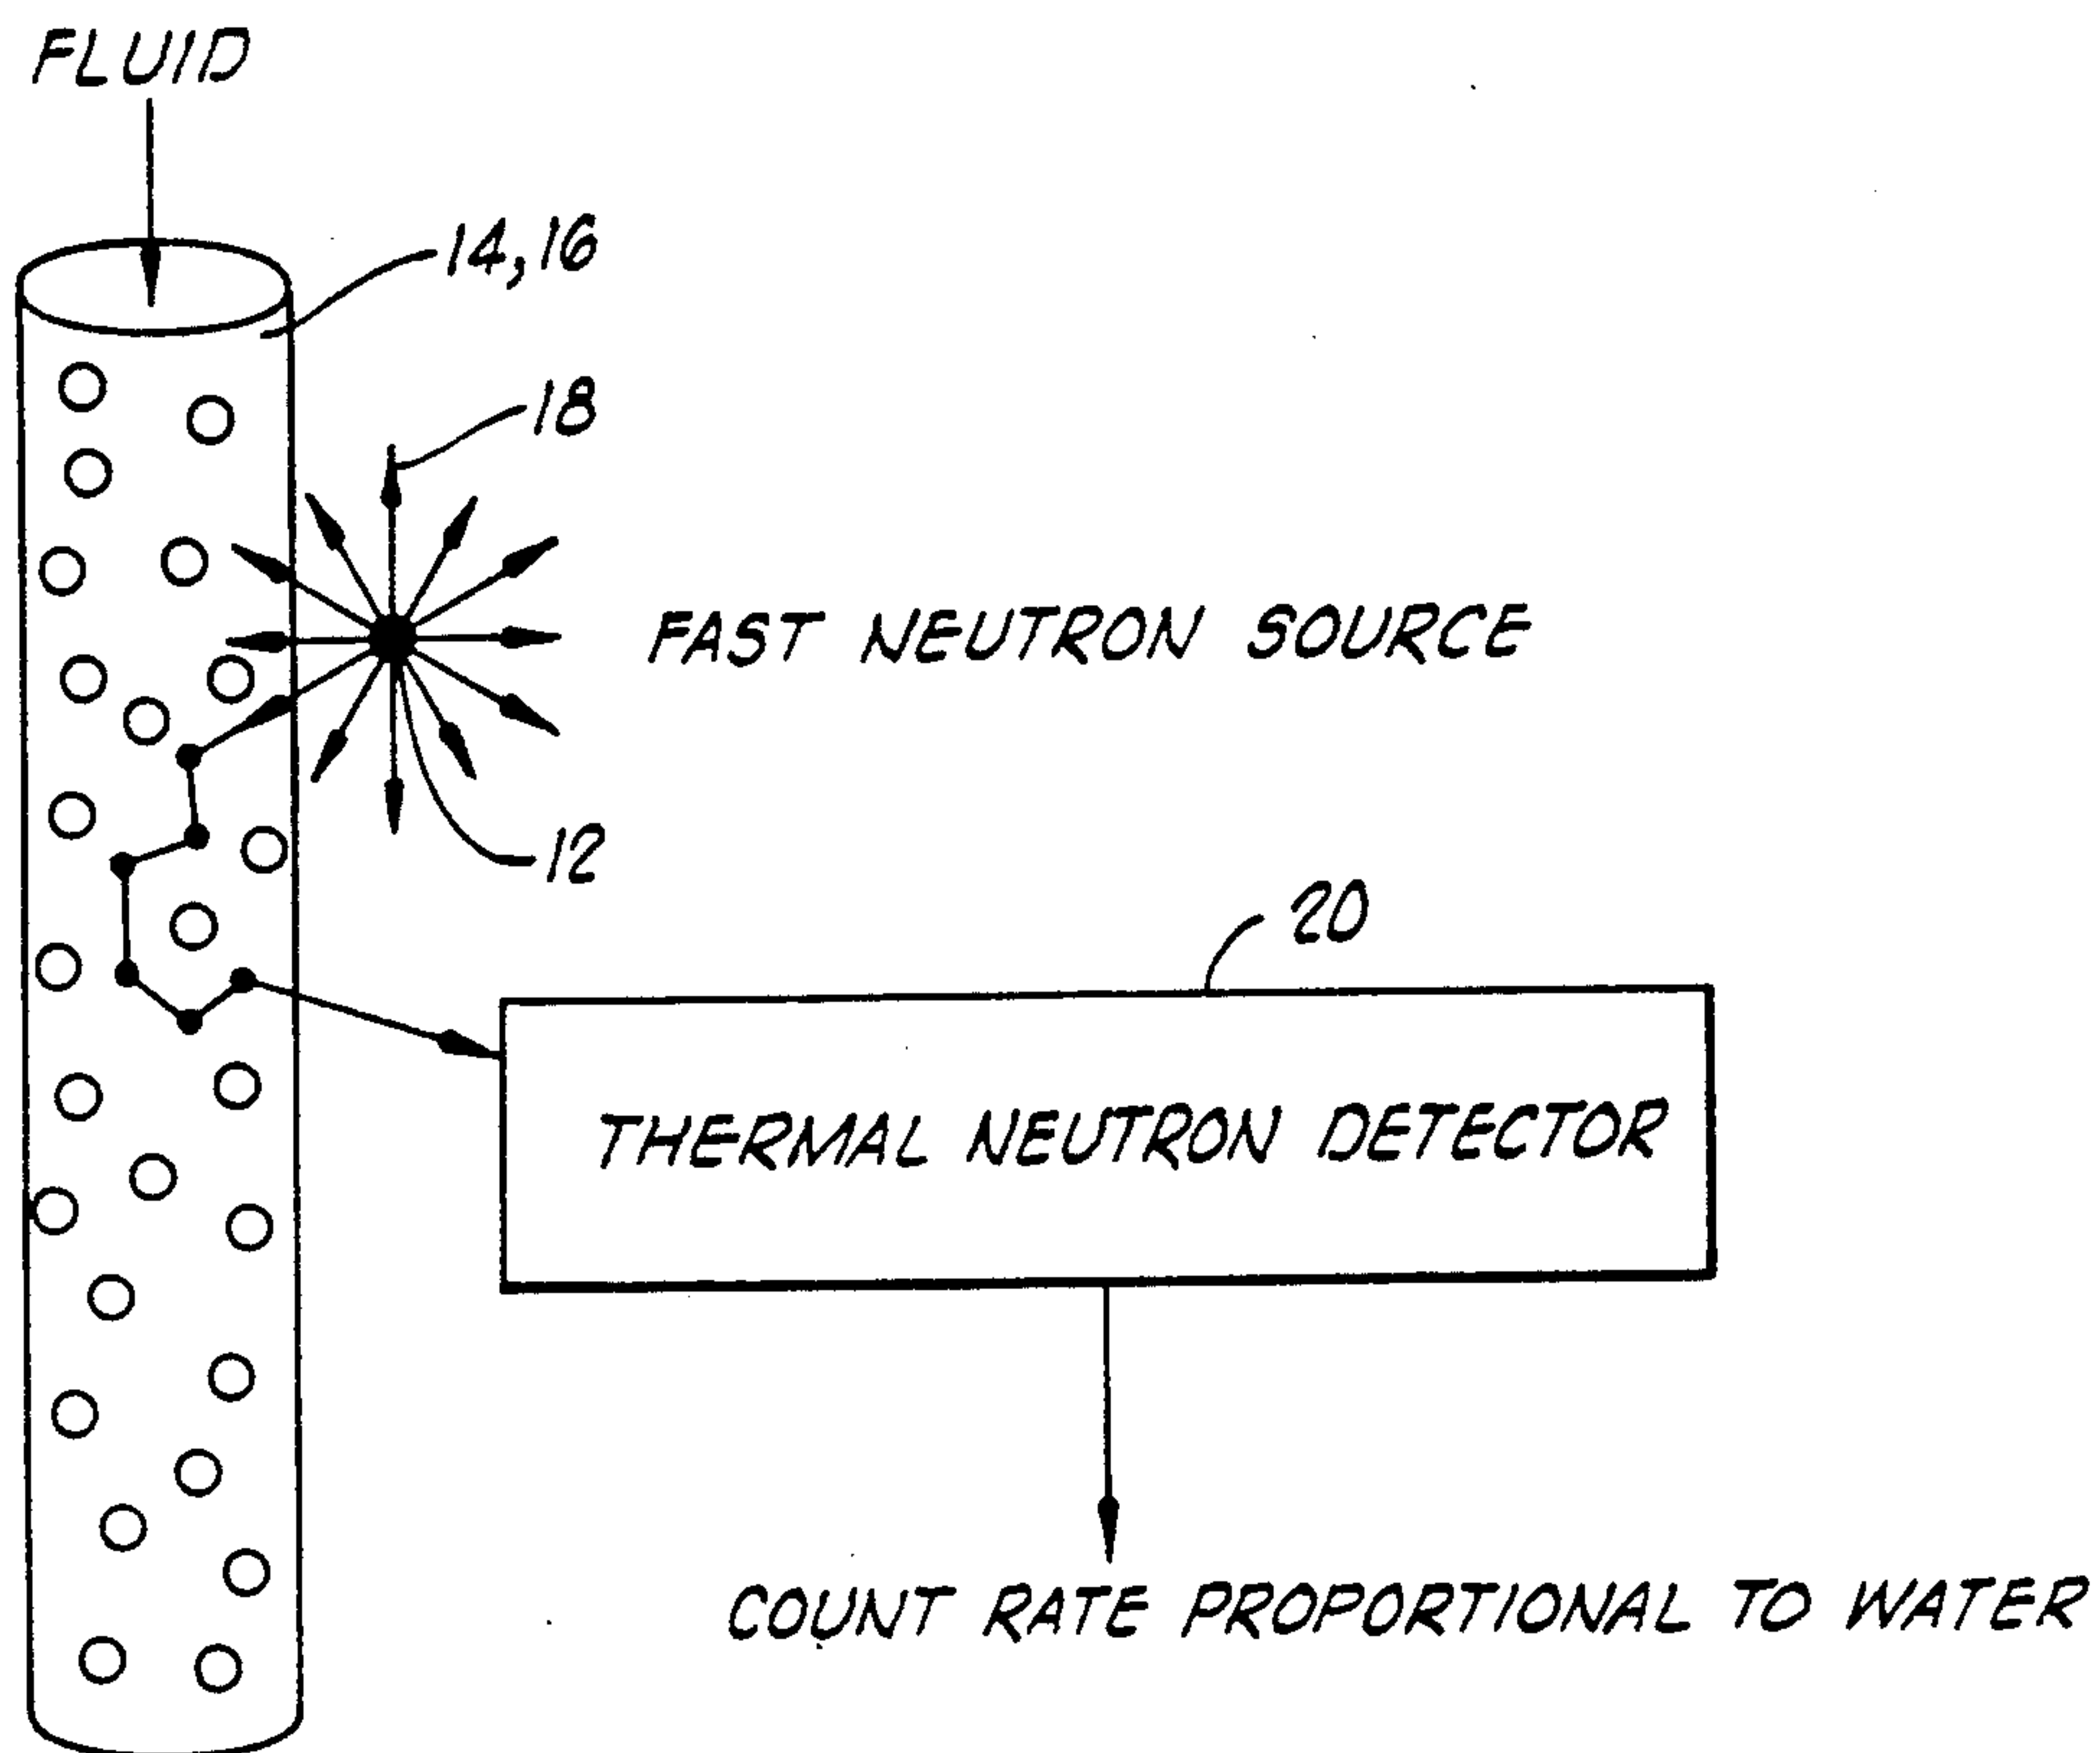 FLUID
14,16
18
FAST NEUTRON SOURCE
12
20
THERMAL NEUTRON DETECTOR
COUNT RATE PROPORTIONAL TO WATER